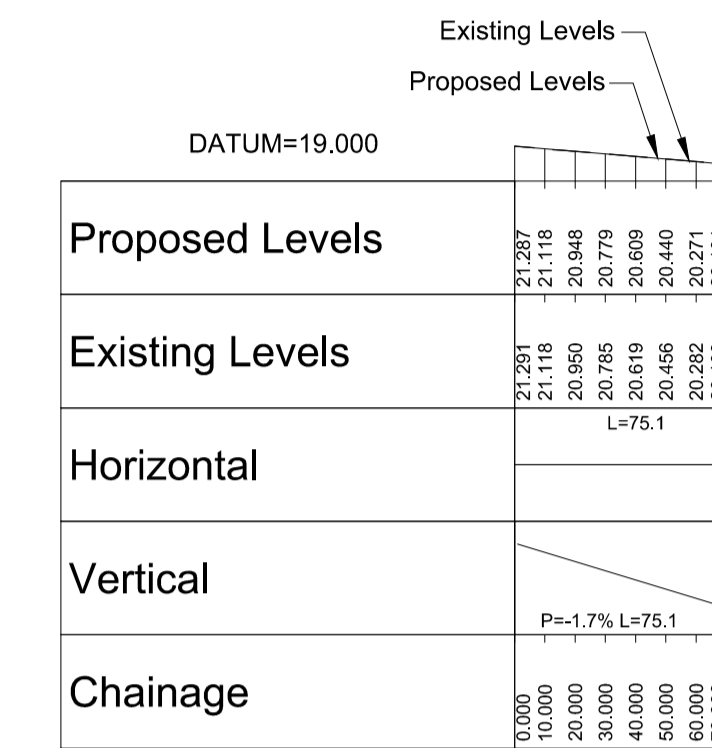 Existing Levels
Proposed Levels
DATUM=19.000
Proposed Levels
21.287
21.118
20.948
20.779
20.609
20.440
20.271
Existing Levels
21.291
21.118
20.950
20.785
20.619
20.456
20.282
Horizontal
L=75.1
Vertical
P=-1.7% L=75.1
Chainage
0.000
10.000
20.000
30.000
40.000
50.000
60.000